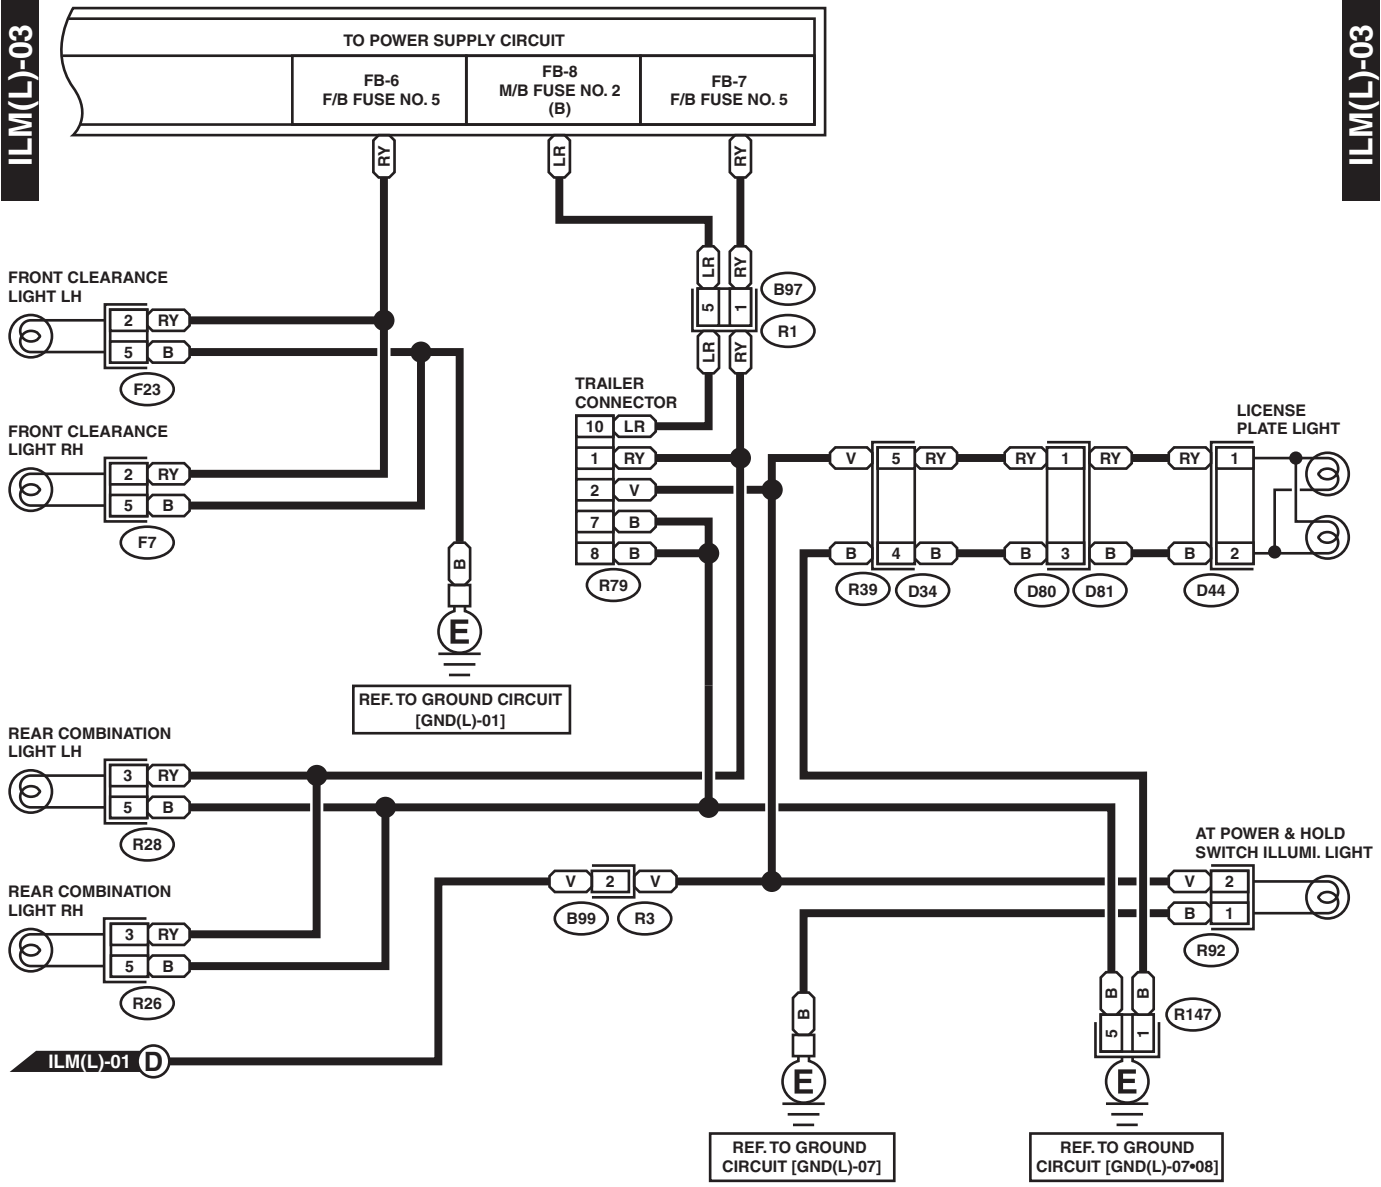 ILM(L)-03
ILM(L)-03
TO POWER SUPPLY CIRCUIT
FB-6
F/B FUSE NO. 5
FB-8
M/B FUSE NO. 2
(B)
FB-7
F/B FUSE NO. 5
RY
LR
RY
LR
RY
5
1
B97
R1
LR
RY
FRONT CLEARANCE
LIGHT LH
2
RY
5
B
F23
FRONT CLEARANCE
LIGHT RH
2
RY
5
B
F7
B
E
REF. TO GROUND CIRCUIT
[GND(L)-01]
TRAILER
CONNECTOR
10
LR
1
RY
2
V
7
B
8
B
R79
LICENSE
PLATE LIGHT
V
5
RY
RY
1
RY
RY
1
B
4
B
B
3
B
B
2
R39
D34
D80
D81
D44
REAR COMBINATION
LIGHT LH
3
RY
5
B
R28
REAR COMBINATION
LIGHT RH
3
RY
5
B
R26
ILM(L)-01
D
V
2
V
B99
R3
AT POWER & HOLD
SWITCH ILLUMI. LIGHT
V
2
B
1
R92
B
B
B
5
1
R147
E
E
REF. TO GROUND
CIRCUIT [GND(L)-07]
REF. TO GROUND
CIRCUIT [GND(L)-07•08]